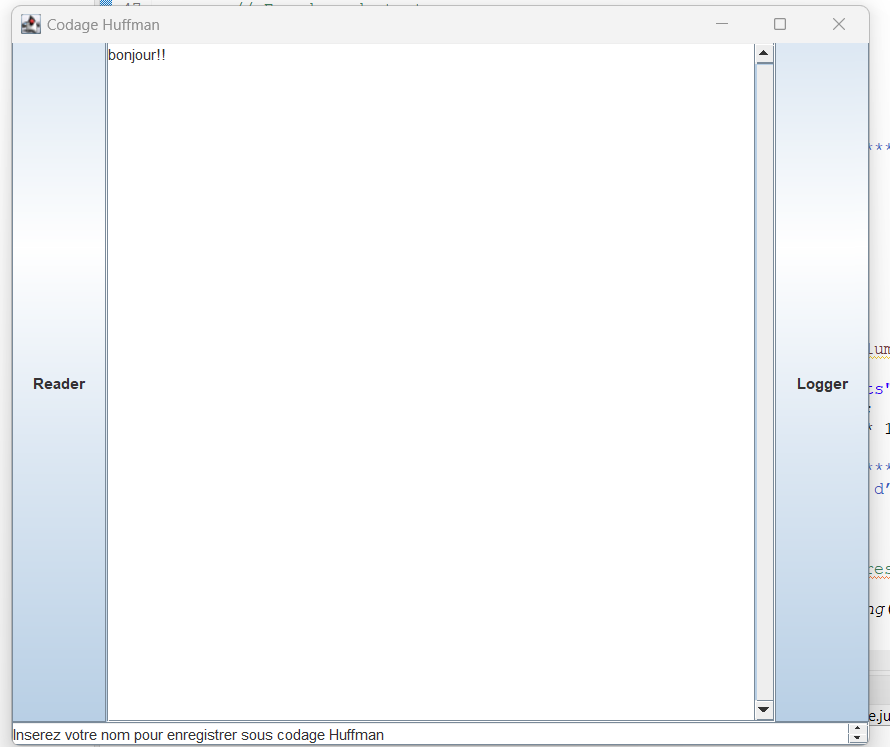 Codage Huffman
bonjour!!
Reader
Logger
Inserez votre nom pour enregistrer sous codage Huffman